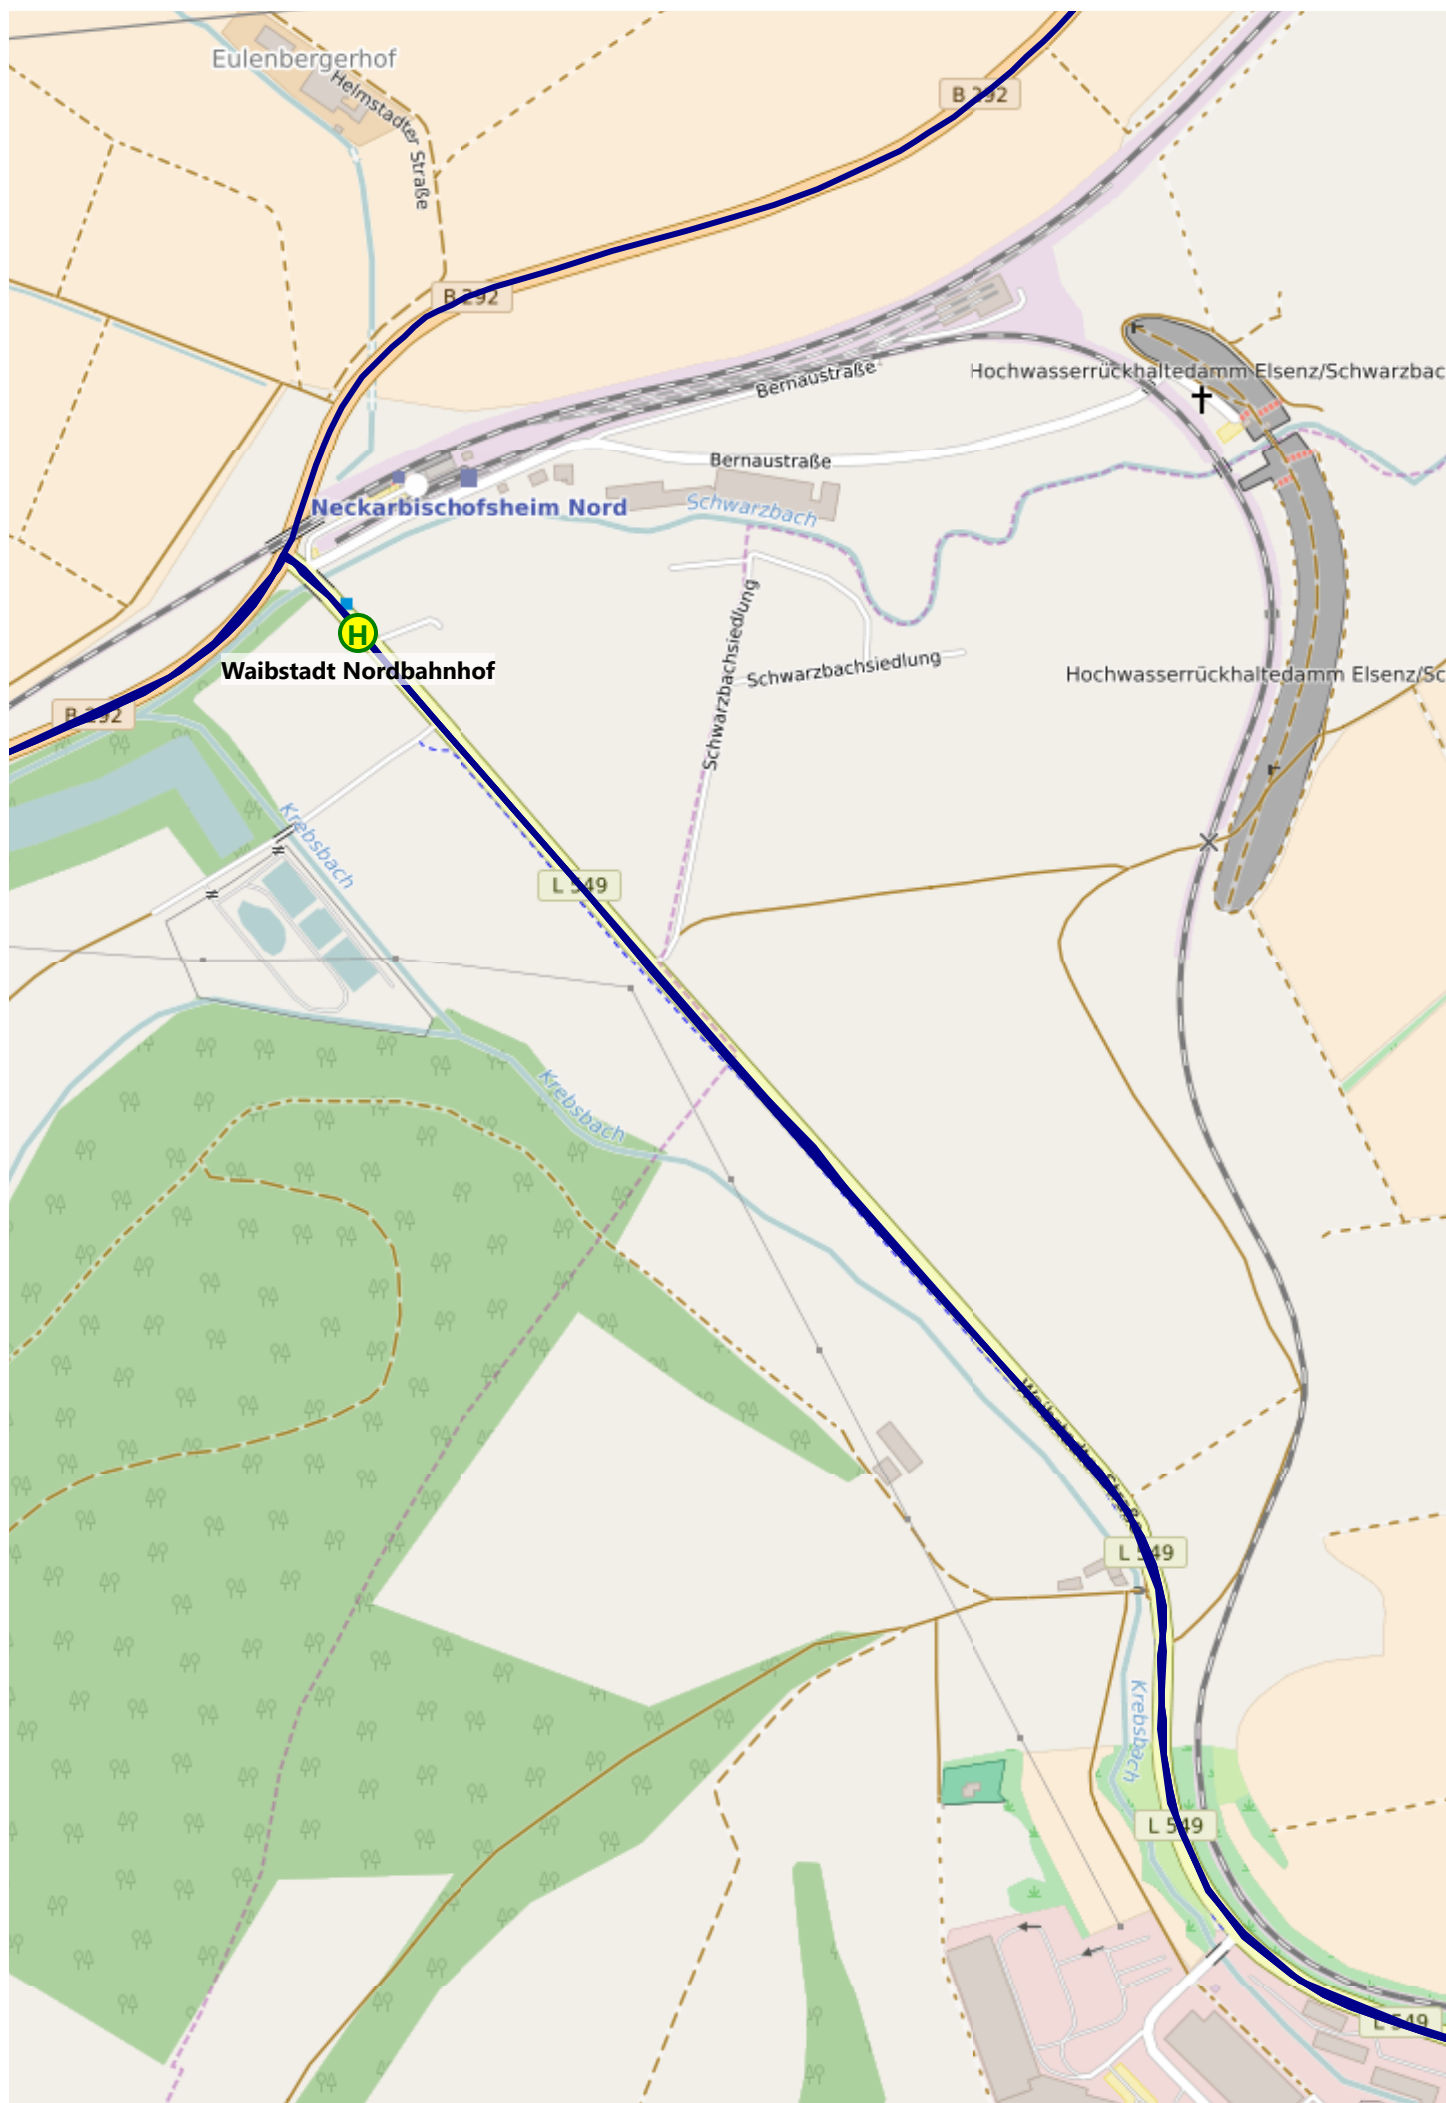 Eulenbergerhof
Helmstadter Straße
B 292
B 292
Bernaustraße
Hochwasserrückhaltedamm Elsenz/Schwarzbac
Bernaustraße
Neckarbischofsheim Nord
Schwarzbach
Schwarzbachsiedlung
H
Waibstadt Nordbahnhof
Schwarzbachsiedlung
Hochwasserrückhaltedamm Elsenz/Sc
B 292
Krebsbach
L 549
Krebsbach
L 549
Krebsbach
L 549
L 549